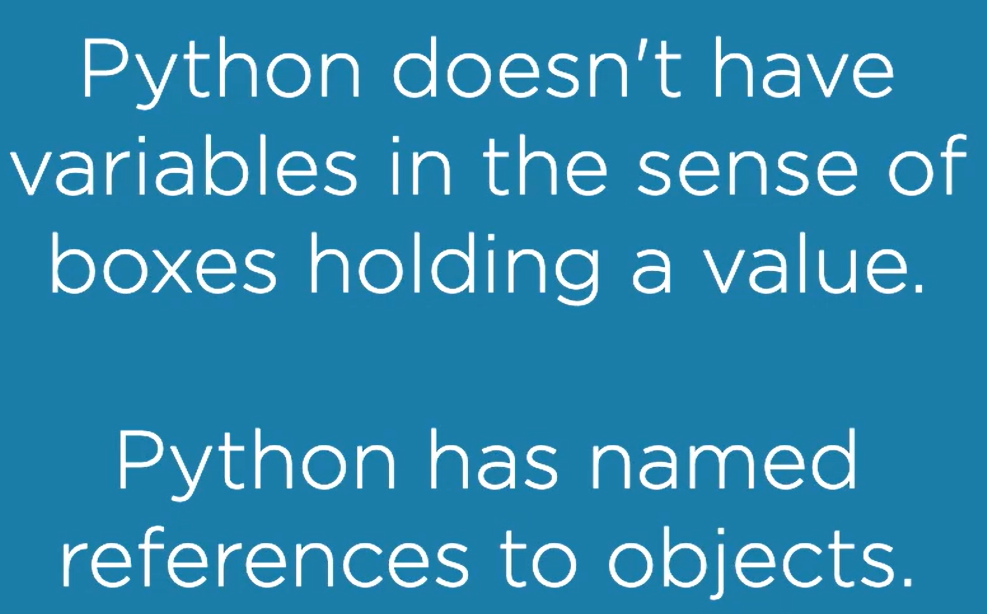 Python doesn't have
variables in the sense of
boxes holding a value.
Python has named
references to objects.